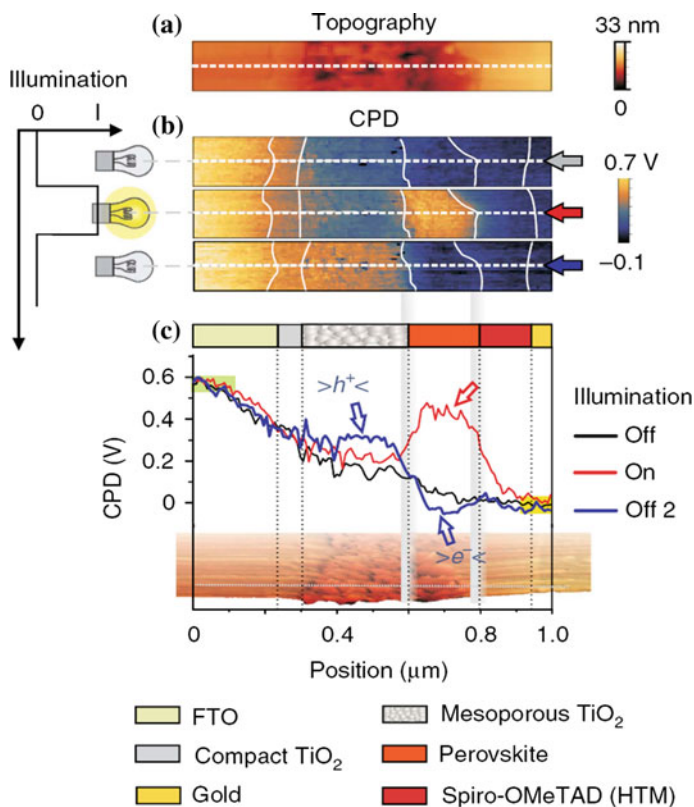 (a) Topography
33 nm
0
Illumination
0 I
(b) CPD
0.7 V
−0.1
(c)
>h⁺<
>e⁻<
0.6
0.4
0.2
0
CPD (V)
Illumination
Off
On
Off 2
0 0.4 0.8 1.0
Position (μm)
FTO
Mesoporous TiO₂
Compact TiO₂
Perovskite
Gold
Spiro-OMeTAD (HTM)